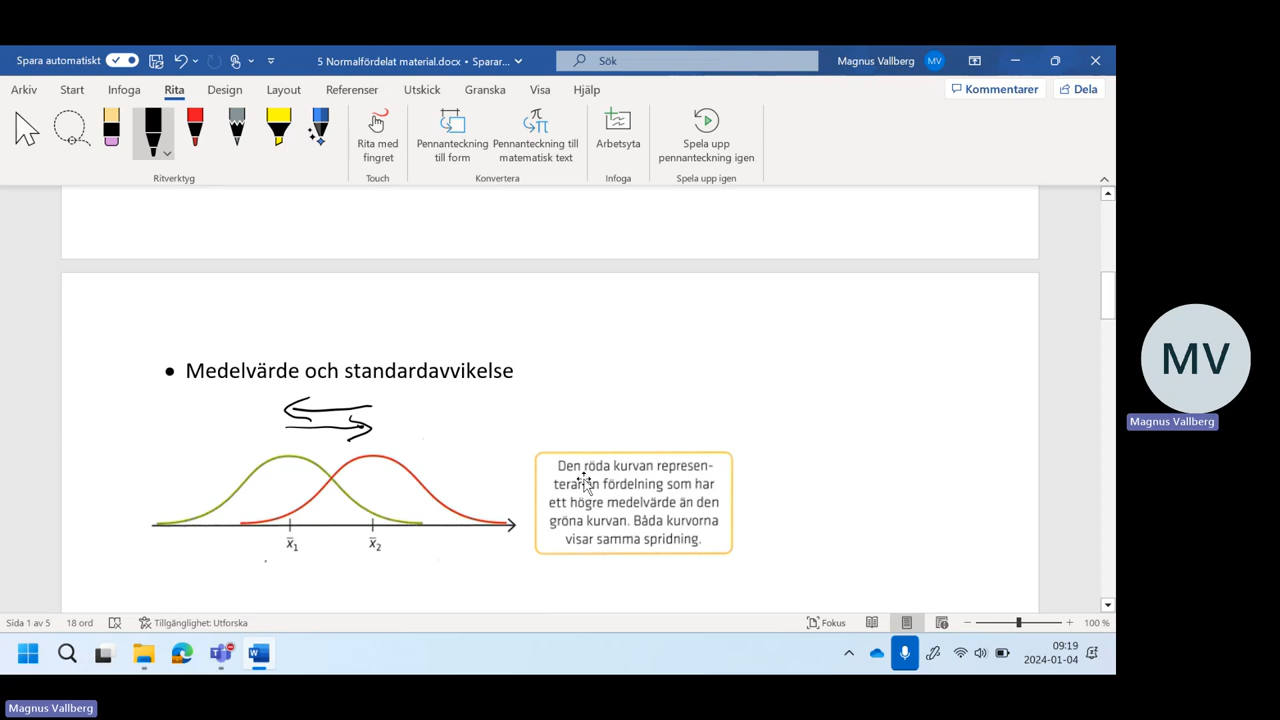 Spara automatiskt
5 Normalfördelat material.docx • Sparar...
Sök
Magnus Vallberg
MV
Arkiv
Start
Infoga
Rita
Design
Layout
Referenser
Utskick
Granska
Visa
Hjälp
Kommentarer
Dela
Rita med
fingret
Pennanteckning
till form
Pennanteckning till
matematisk text
Arbetsyta
Spela upp
pennanteckning igen
Ritverktyg
Touch
Konvertera
Infoga
Spela upp igen
• Medelvärde och standardavvikelse
Den röda kurvan represen-
terar en fördelning som har
ett högre medelvärde än den
gröna kurvan. Båda kurvorna
visar samma spridning.
x̄₁
x̄₂
MV
Magnus Vallberg
Sida 1 av 5
18 ord
Tillgänglighet: Utforska
Fokus
100 %
09:19
2024-01-04
Magnus Vallberg